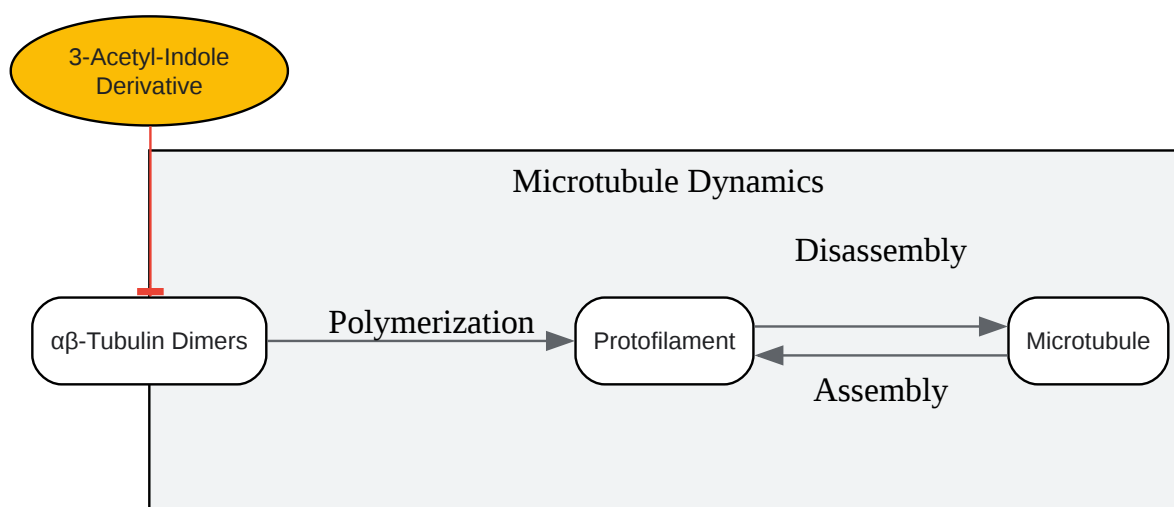 3-Acetyl-Indole
Derivative
Microtubule Dynamics
Disassembly
Polymerization
αβ-Tubulin Dimers
Protofilament
Microtubule
Assembly